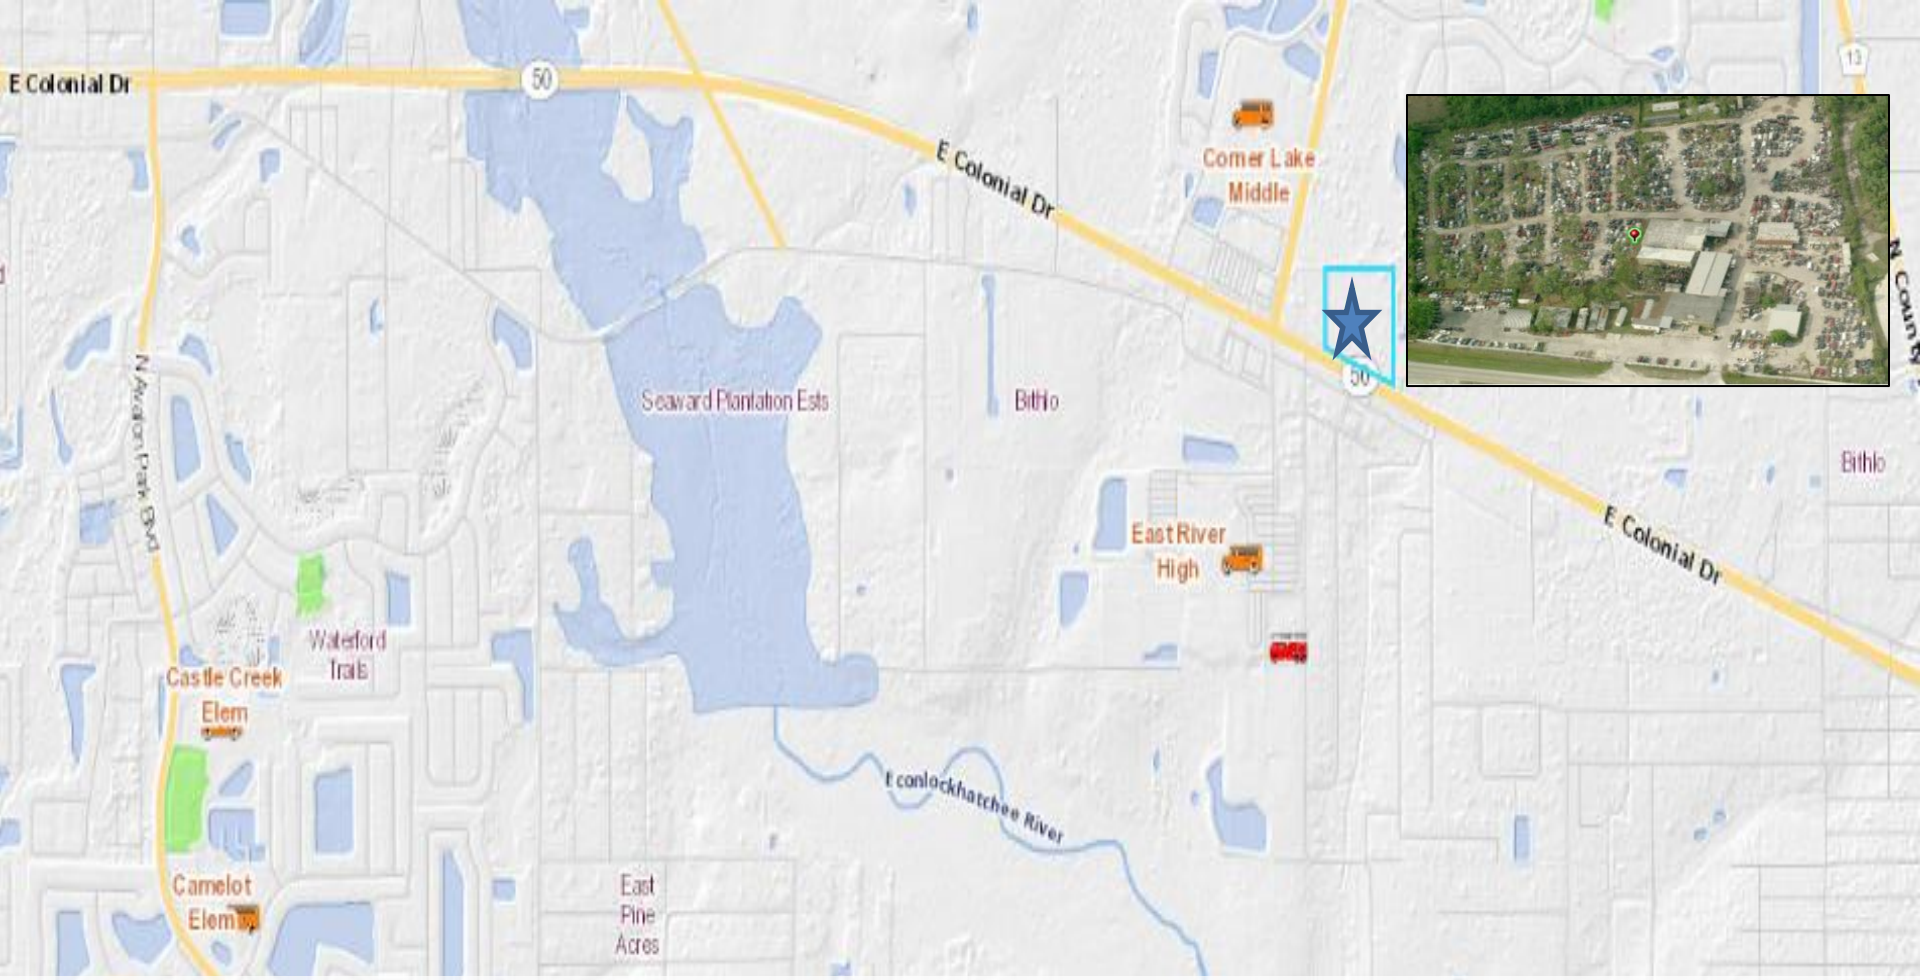 13
E Colonial Dr
50
E Colonial Dr
Corner Lake
Middle
N Coun
50
N Avalon Park Blvd
Seaward Plantation Ests
Bithlo
Bithlo
East River
High
E Colonial Dr
Waterford
Trails
Castle Creek
Elem
Econlockhatchee River
Camelot
Elem
East
Pine
Acres